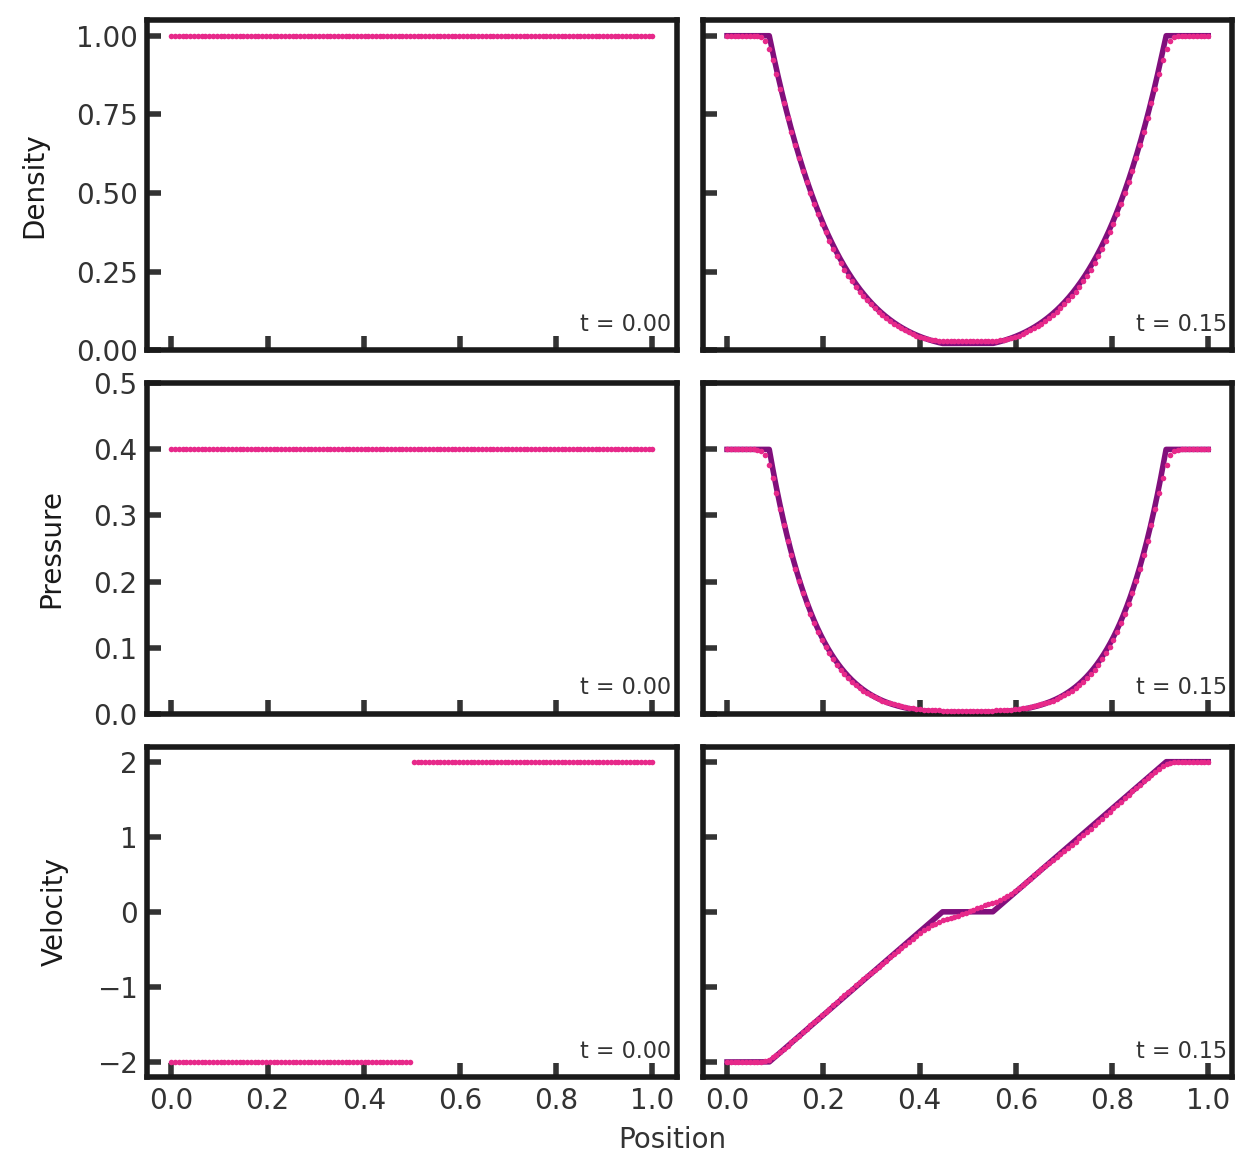 Density
1.00
0.75
0.50
0.25
0.00
t = 0.00
t = 0.15
Pressure
0.5
0.4
0.3
0.2
0.1
0.0
t = 0.00
t = 0.15
Velocity
2
1
0
−1
−2
t = 0.00
t = 0.15
0.0 0.2 0.4 0.6 0.8 1.0
0.0 0.2 0.4 0.6 0.8 1.0
Position